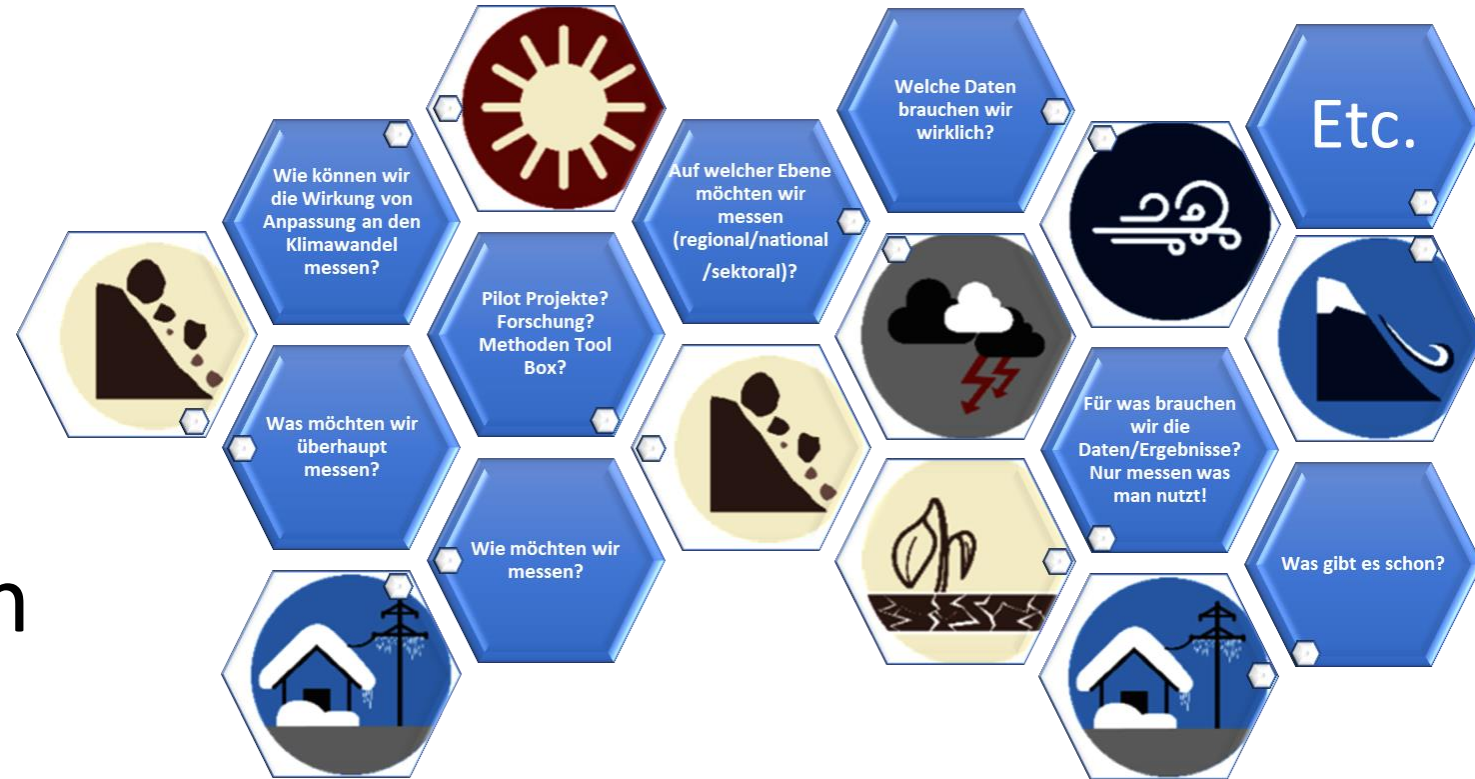 Welche Daten
brauchen wir
wirklich?
Etc.
Wie können wir
die Wirkung von
Anpassung an den
Klimawandel
messen?
Auf welcher Ebene
möchten wir
messen
(regional/national
/sektoral)?
Pilot Projekte?
Forschung?
Methoden Tool
Box?
Was möchten wir
überhaupt
messen?
Für was brauchen
wir die
Daten/Ergebnisse?
Nur messen was
man nutzt!
Wie möchten wir
messen?
Was gibt es schon?
n